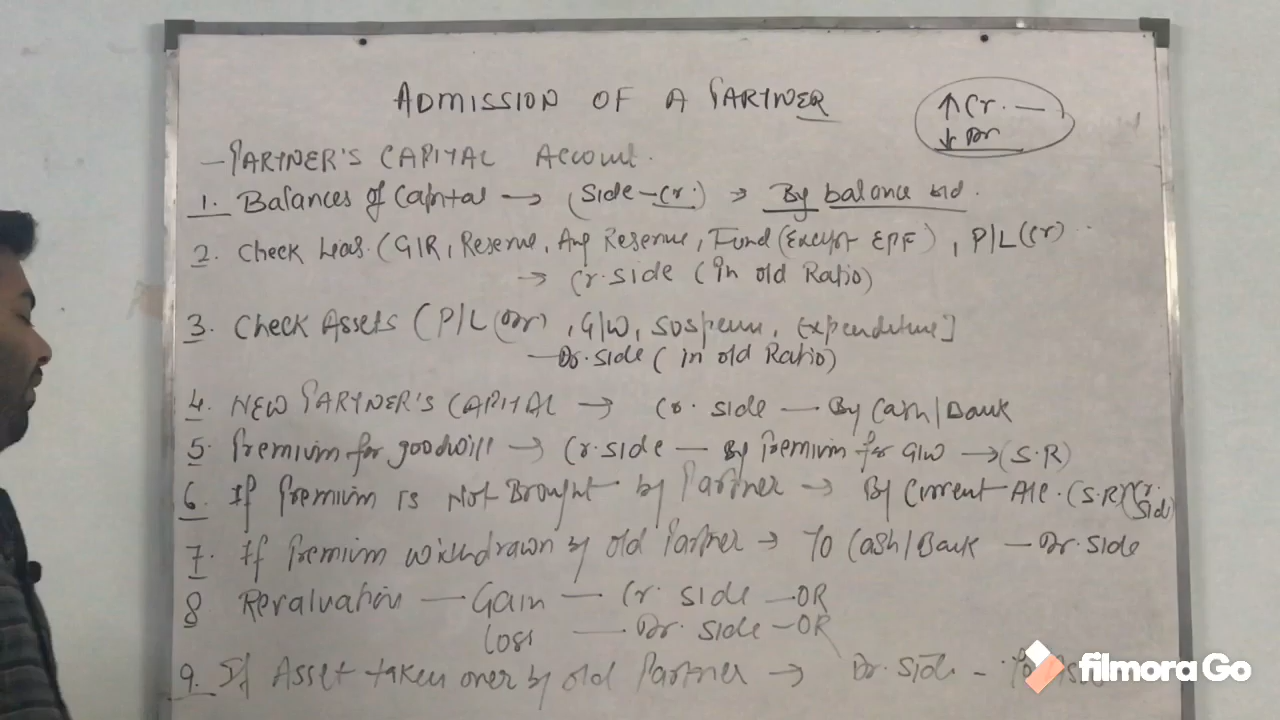 ADMISSION OF A PARTNER
↑ Cr. —
↓ Dr
— PARTNER'S CAPITAL Account.
1. Balances of Capital → (Side - Cr.) → By balance b/d.
2. Check Lias. (G/R, Reserve, Any Reserve, Fund (Except EPF), P/L (Cr)
→ Cr. side (in old Ratio)
3. Check Assets (P/L (Dr), G/W, Suspense, Expenditure]
— Dr. side (in old Ratio)
4. NEW PARTNER'S CAPITAL → Cr. side — By Cash/Bank
5. Premium for goodwill → Cr. side — By Premium for G/W → (S.R)
6. If Premium is Not Brought by Partner → By Current A/c. (S.R) (Cr. Side)
7. If Premium withdrawn by old Partner → To Cash/Bank — Dr. Side
8 Revaluation — Gain — Cr. side — OR
Loss — Dr. side — OR
9. If Asset taken over by old Partner → Dr. side - To
filmora Go